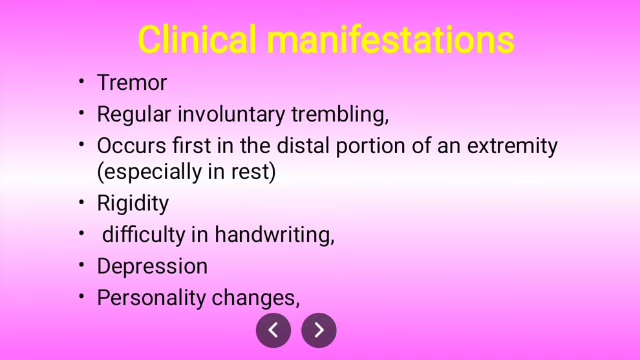 Clinical manifestations
• Tremor
• Regular involuntary trembling,
• Occurs first in the distal portion of an extremity
(especially in rest)
• Rigidity
• difficulty in handwriting,
• Depression
• Personality changes,